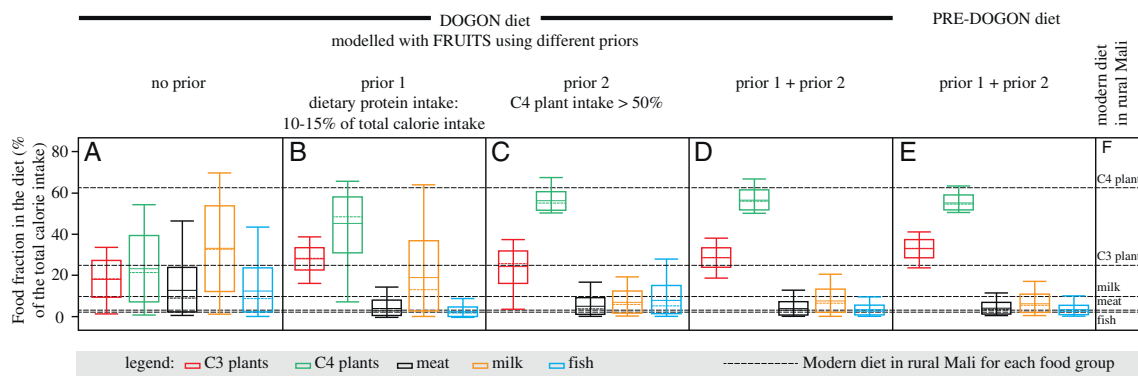 DOGON diet
PRE-DOGON diet
modelled with FRUITS using different priors
no prior
prior 1
dietary protein intake:
10-15% of total calorie intake
prior 2
C4 plant intake > 50%
prior 1 + prior 2
prior 1 + prior 2
modern diet
in rural Mali
Food fraction in the diet (%
of the total calorie intake)
80
60
40
20
0
A
B
C
D
E
F
C4 plant
C3 plant
milk
meat
fish
legend: C3 plants C4 plants meat milk fish Modern diet in rural Mali for each food group